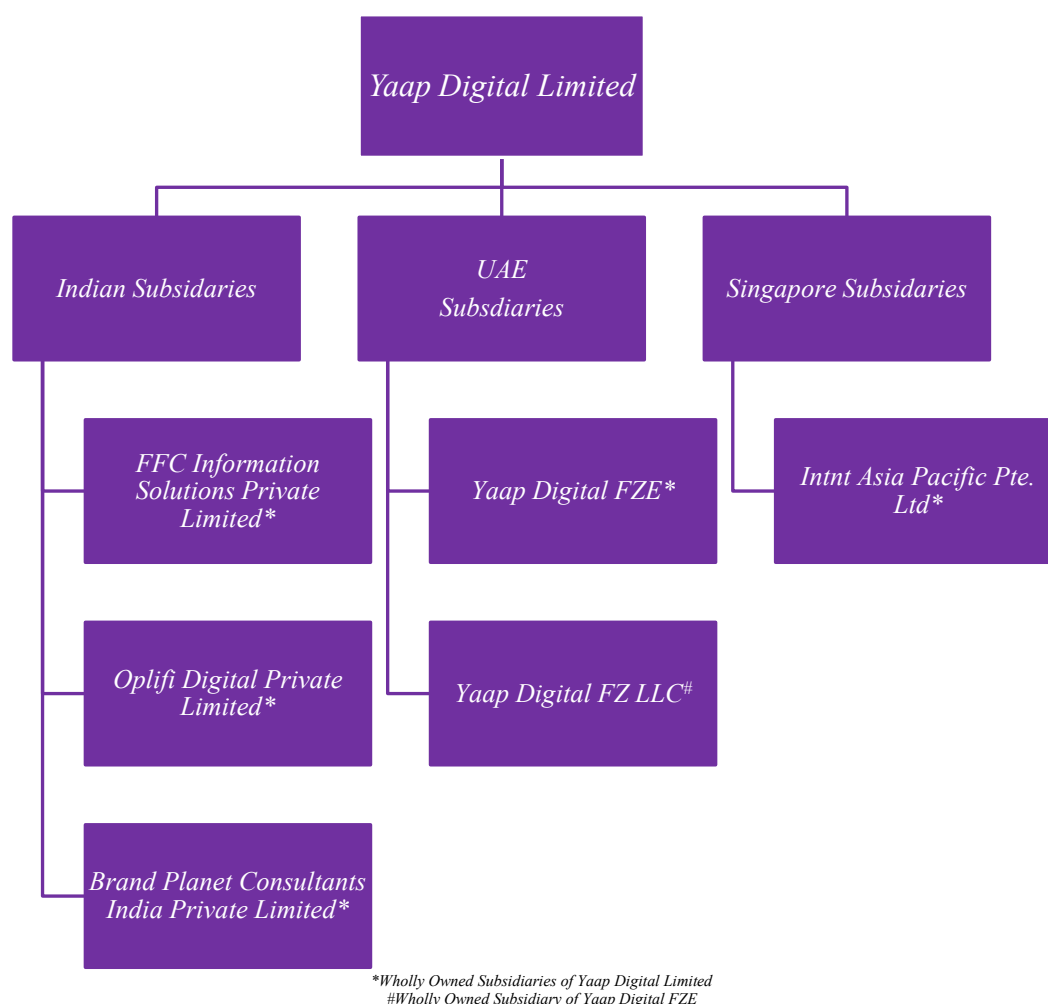 Yaap Digital Limited
Indian Subsidaries
UAE
Subsdiaries
Singapore Subsidaries
FFC Information
Solutions Private
Limited*
Yaap Digital FZE*
Intnt Asia Pacific Pte.
Ltd*
Oplifi Digital Private
Limited*
Yaap Digital FZ LLC#
Brand Planet Consultants
India Private Limited*
*Wholly Owned Subsidiaries of Yaap Digital Limited
#Wholly Owned Subsidiary of Yaap Digital FZE